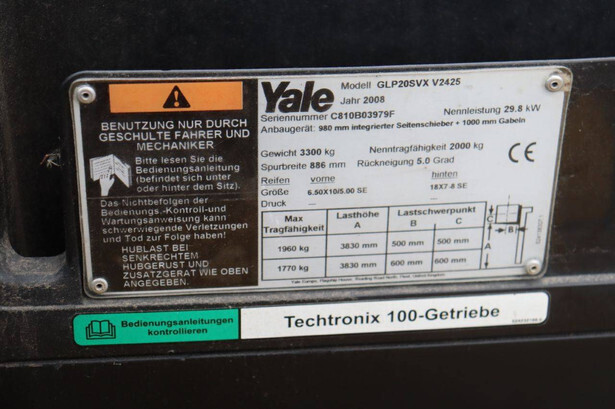 BENUTZUNG NUR DURCH
GESCHULTE FAHRER UND
MECHANIKER
Bitte lesen Sie die
Bedienungsanleitung
(befindet sich unter
oder hinter dem Sitz).
Das Nichtbefolgen der
Bedienungs.-Kontroll-und
Wartungsanweisung kann
schwerwiegende Verletzungen
und Tod zur Folge haben!
HUBLAST BEI
SENKRECHTEM
HUBGERUST UND
ZUSATZGERÄT WIE OBEN
ANGEGEBEN.
Yale Modell GLP20SVX V2425
Jahr 2008
Seriennummer C810B03979F Nennleistung 29.8 kW
Anbaugerät: 980 mm integrierter Seitenschieber + 1000 mm Gabeln
Gewicht 3300 kg Nenntragfähigkeit 2000 kg
Spurbreite 886 mm Rückneigung 5.0 Grad
CE
Reifen vorne hinten
Größe 6.50X10/5.00 SE 18X7-8 SE
Druck — —
Max Tragfähigkeit Lasthöhe A Lastschwerpunkt B C
1960 kg 3830 mm 500 mm 500 mm
1770 kg 3830 mm 600 mm 600 mm
C
B
A
Bedienungsanleitungen
kontrollieren
Techtronix 100-Getriebe